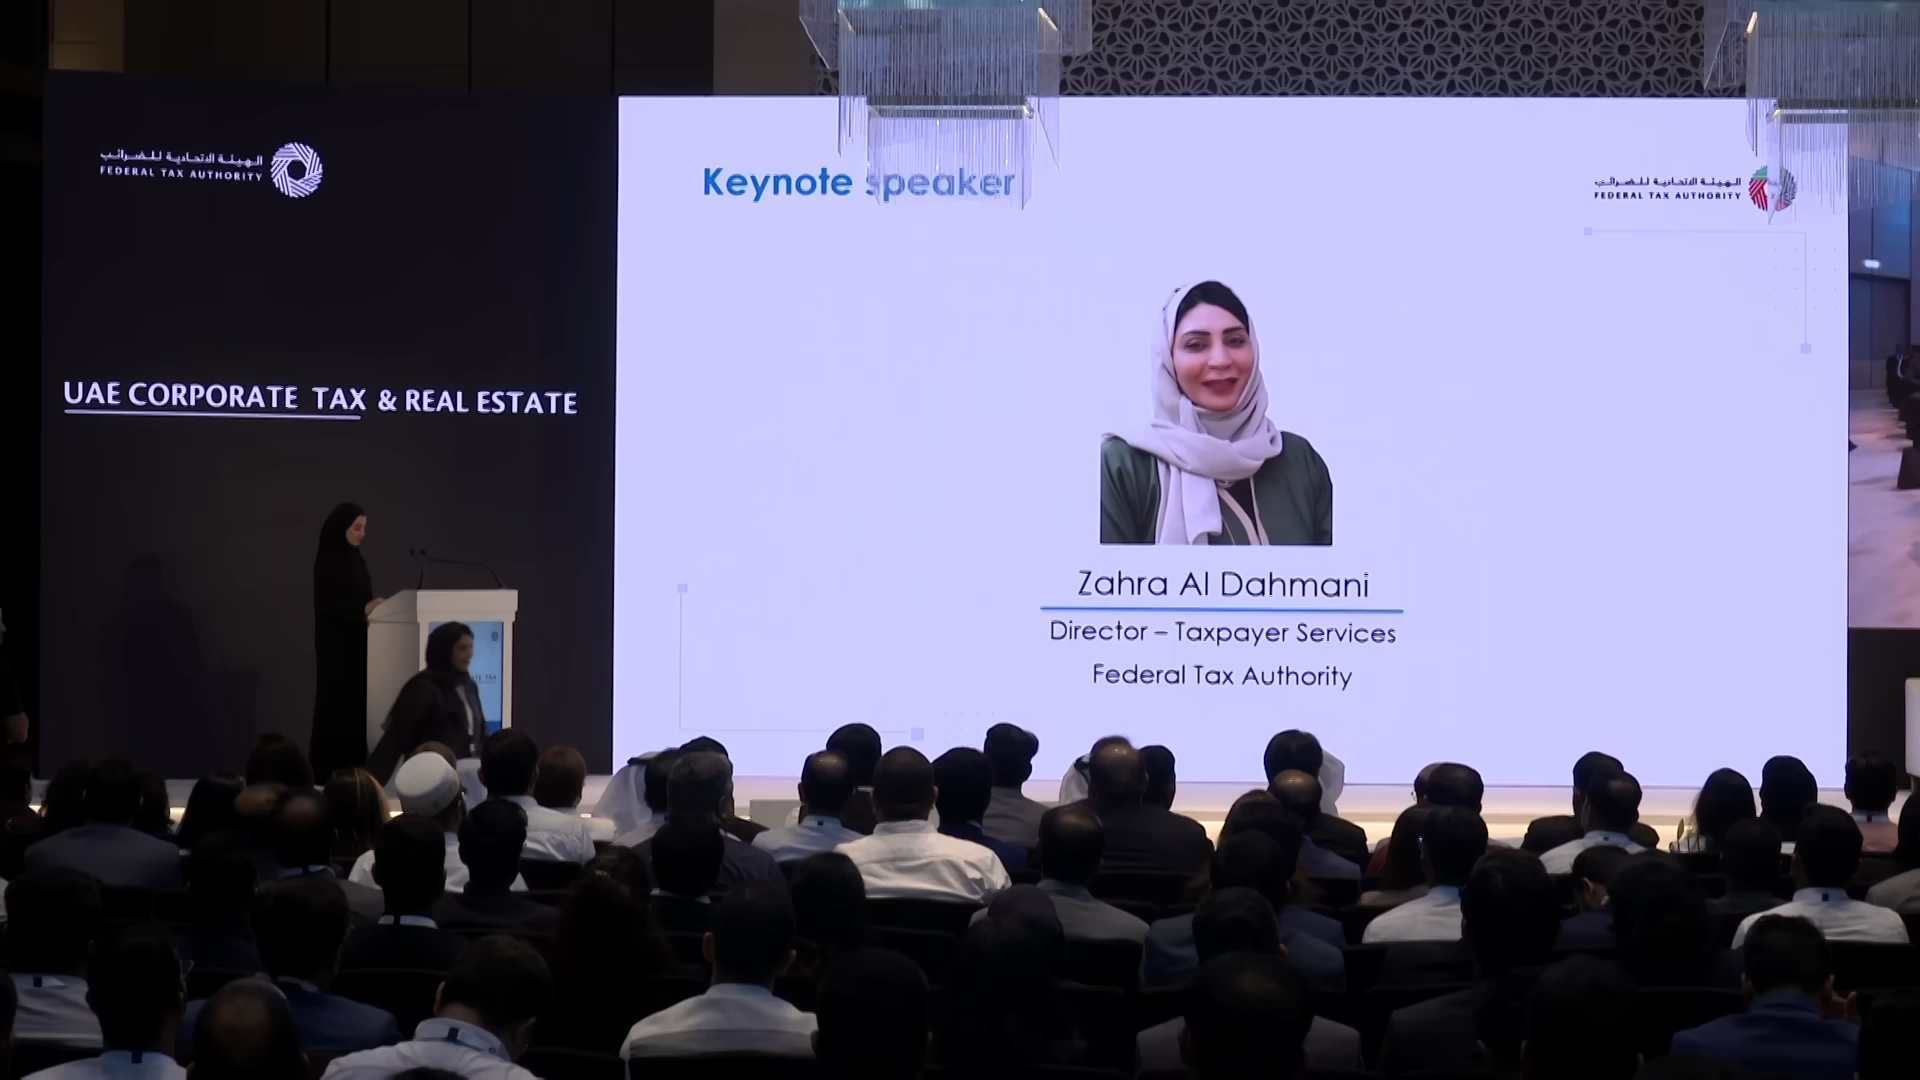 الهيئة الاتحادية للضرائب
FEDERAL TAX AUTHORITY
UAE CORPORATE TAX & REAL ESTATE
Keynote speaker
الهيئة الاتحادية للضرائب
FEDERAL TAX AUTHORITY
Zahra Al Dahmani
Director – Taxpayer Services
Federal Tax Authority